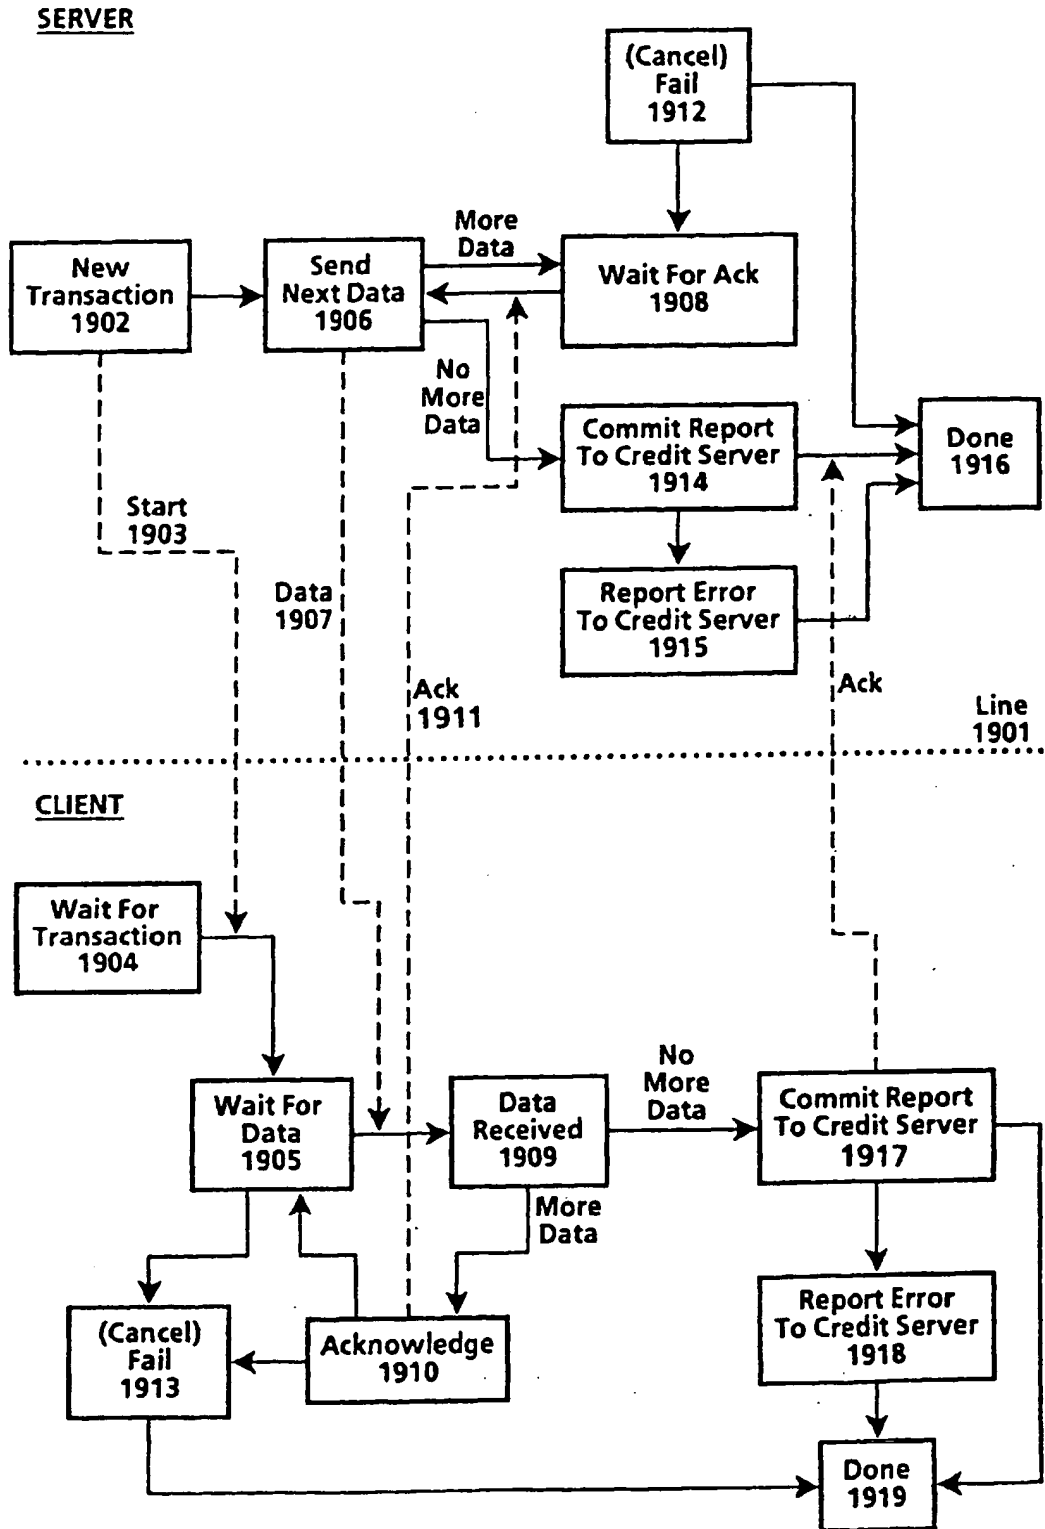 SERVER
(Cancel)
Fail
1912
More
Data
New
Transaction
1902
Send
Next Data
1906
Wait For Ack
1908
No
More
Data
Commit Report
To Credit Server
1914
Done
1916
Start
1903
Data
1907
Report Error
To Credit Server
1915
Ack
1911
Ack
Line
1901
CLIENT
Wait For
Transaction
1904
Wait For
Data
1905
Data
Received
1909
No
More
Data
Commit Report
To Credit Server
1917
More
Data
(Cancel)
Fail
1913
Acknowledge
1910
Report Error
To Credit Server
1918
Done
1919